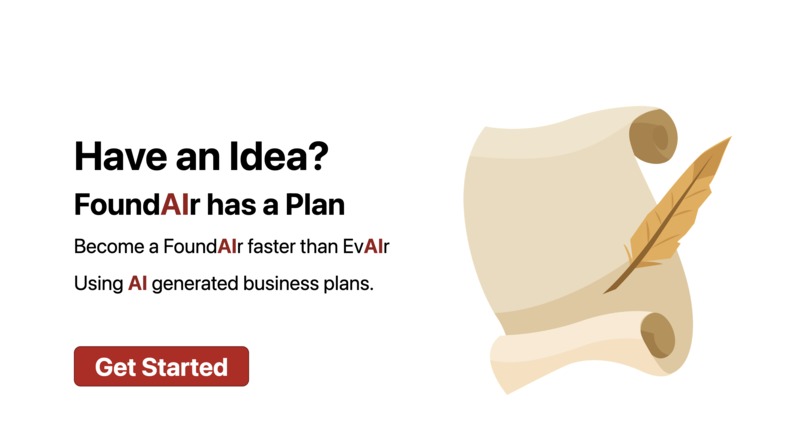 Have an Idea?
FoundAIr has a Plan
Become a FoundAIr faster than EvAIr
Using AI generated business plans.
Get Started